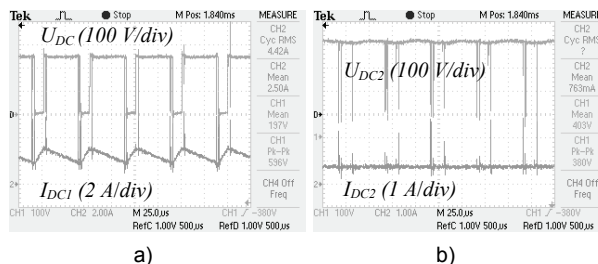 Tek Stop M Pos: 1.840ms MEASURE
U_DC (100 V/div)
CH2
Cyc RMS
4.42A
CH2
Mean
2.50A
D
CH1
Mean
197V
CH1
Pk-Pk
536V
I_DC1 (2 A/div)
2
CH4 Off
Freq
CH1 100V CH2 2.00A M 25.0µs CH1 -380V
RefC 1.00V 500µs RefD 1.00V 500µs
a)
Tek Stop M Pos: 1.840ms MEASURE
CH2
Cyc RMS
?
U_DC2 (100 V/div)
CH2
Mean
763mA
D
1
CH1
Mean
403V
CH1
Pk-Pk
380V
I_DC2 (1 A/div)
2
CH4 Off
Freq
CH1 100V CH2 1.00A M 25.0µs CH1 -380V
RefC 1.00V 500µs RefD 1.00V 500µs
b)